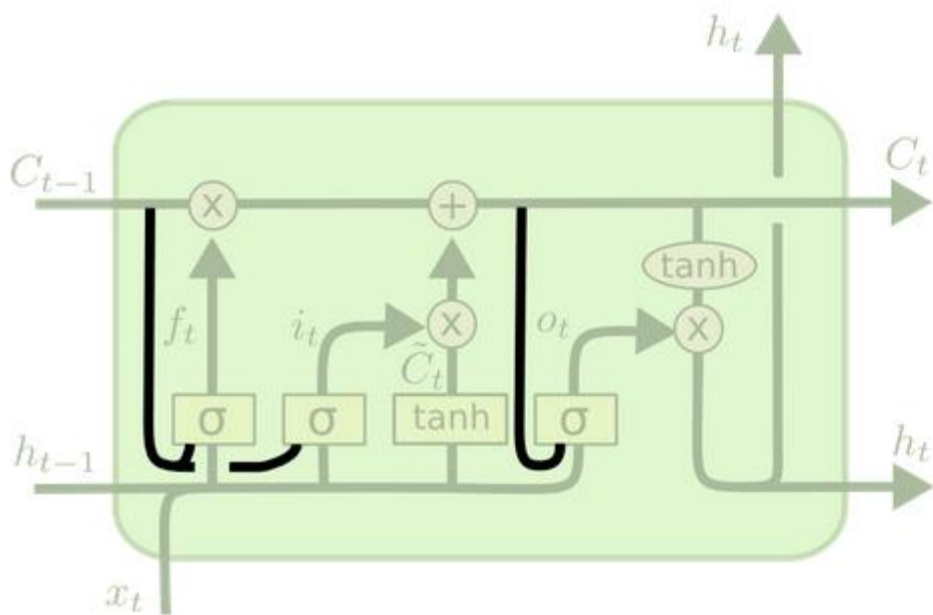 h_t
C_{t-1}
C_t
x
+
tanh
f_t
i_t
x
o_t
x
C̃_t
σ
σ
tanh
σ
h_{t-1}
h_t
x_t